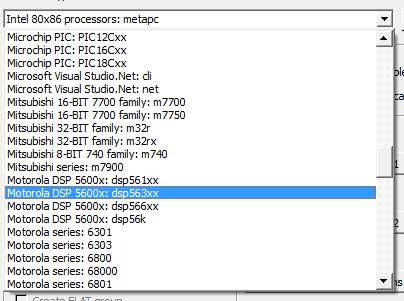 Intel 80x86 processors: metapc
Microchip PIC: PIC12Cxx
Microchip PIC: PIC16Cxx
Microchip PIC: PIC18Cxx
Microsoft Visual Studio.Net: cli
Microsoft Visual Studio.Net: net
Mitsubishi 16-BIT 7700 family: m7700
Mitsubishi 16-BIT 7700 family: m7750
Mitsubishi 32-BIT family: m32r
Mitsubishi 32-BIT family: m32rx
Mitsubishi 8-BIT 740 family: m740
Mitsubishi series: m7900
Motorola DSP 5600x: dsp561xx
Motorola DSP 5600x: dsp563xx
Motorola DSP 5600x: dsp566xx
Motorola DSP 5600x: dsp56k
Motorola series: 6301
Motorola series: 6303
Motorola series: 6800
Motorola series: 68000
Motorola series: 6801
Create FLAT group